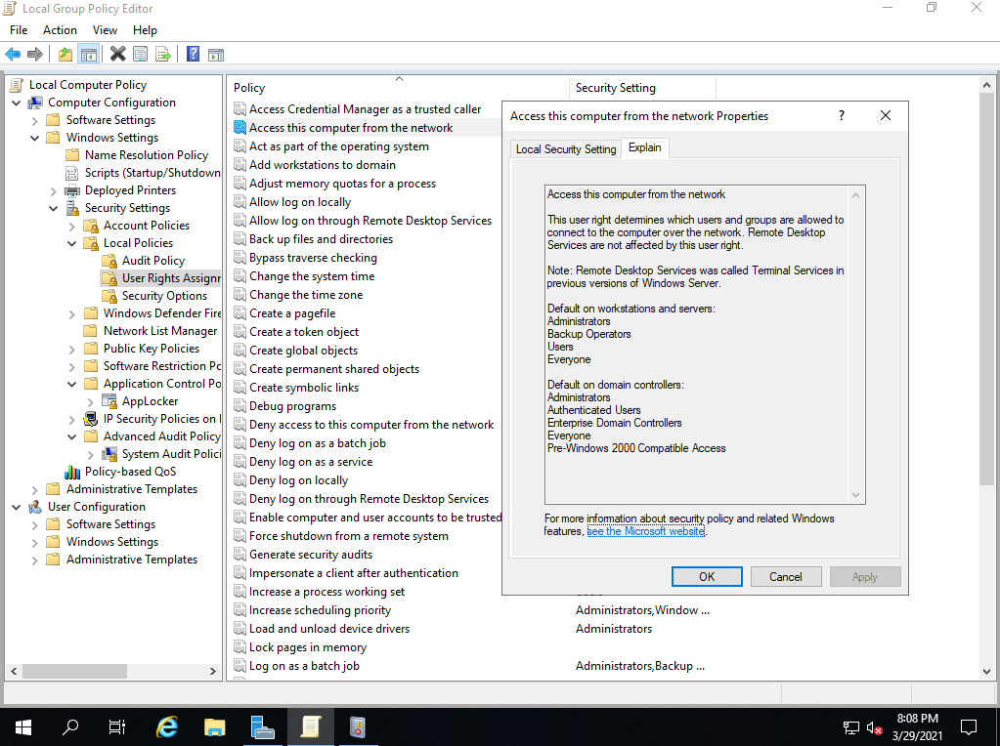 Local Group Policy Editor
File Action View Help
Local Computer Policy
Computer Configuration
Software Settings
Windows Settings
Name Resolution Policy
Scripts (Startup/Shutdown
Deployed Printers
Security Settings
Account Policies
Local Policies
Audit Policy
User Rights Assignr
Security Options
Windows Defender Fire
Network List Manager
Public Key Policies
Software Restriction Po
Application Control Po
AppLocker
IP Security Policies on
Advanced Audit Policy
System Audit Polici
Policy-based QoS
Administrative Templates
User Configuration
Software Settings
Windows Settings
Administrative Templates
Policy Security Setting
Access Credential Manager as a trusted caller
Access this computer from the network
Act as part of the operating system
Add workstations to domain
Adjust memory quotas for a process
Allow log on locally
Allow log on through Remote Desktop Services
Back up files and directories
Bypass traverse checking
Change the system time
Change the time zone
Create a pagefile
Create a token object
Create global objects
Create permanent shared objects
Create symbolic links
Debug programs
Deny access to this computer from the network
Deny log on as a batch job
Deny log on as a service
Deny log on locally
Deny log on through Remote Desktop Services
Enable computer and user accounts to be trusted
Force shutdown from a remote system
Generate security audits
Impersonate a client after authentication
Increase a process working set
Increase scheduling priority Administrators,Window ...
Load and unload device drivers Administrators
Lock pages in memory
Log on as a batch job Administrators,Backup ...
Access this computer from the network Properties ?
Local Security Setting Explain
Access this computer from the network
This user right determines which users and groups are allowed to
connect to the computer over the network. Remote Desktop
Services are not affected by this user right.
Note: Remote Desktop Services was called Terminal Services in
previous versions of Windows Server.
Default on workstations and servers:
Administrators
Backup Operators
Users
Everyone
Default on domain controllers:
Administrators
Authenticated Users
Enterprise Domain Controllers
Everyone
Pre-Windows 2000 Compatible Access
For more information about security policy and related Windows
features, see the Microsoft website.
OK Cancel Apply
8:08 PM
3/29/2021